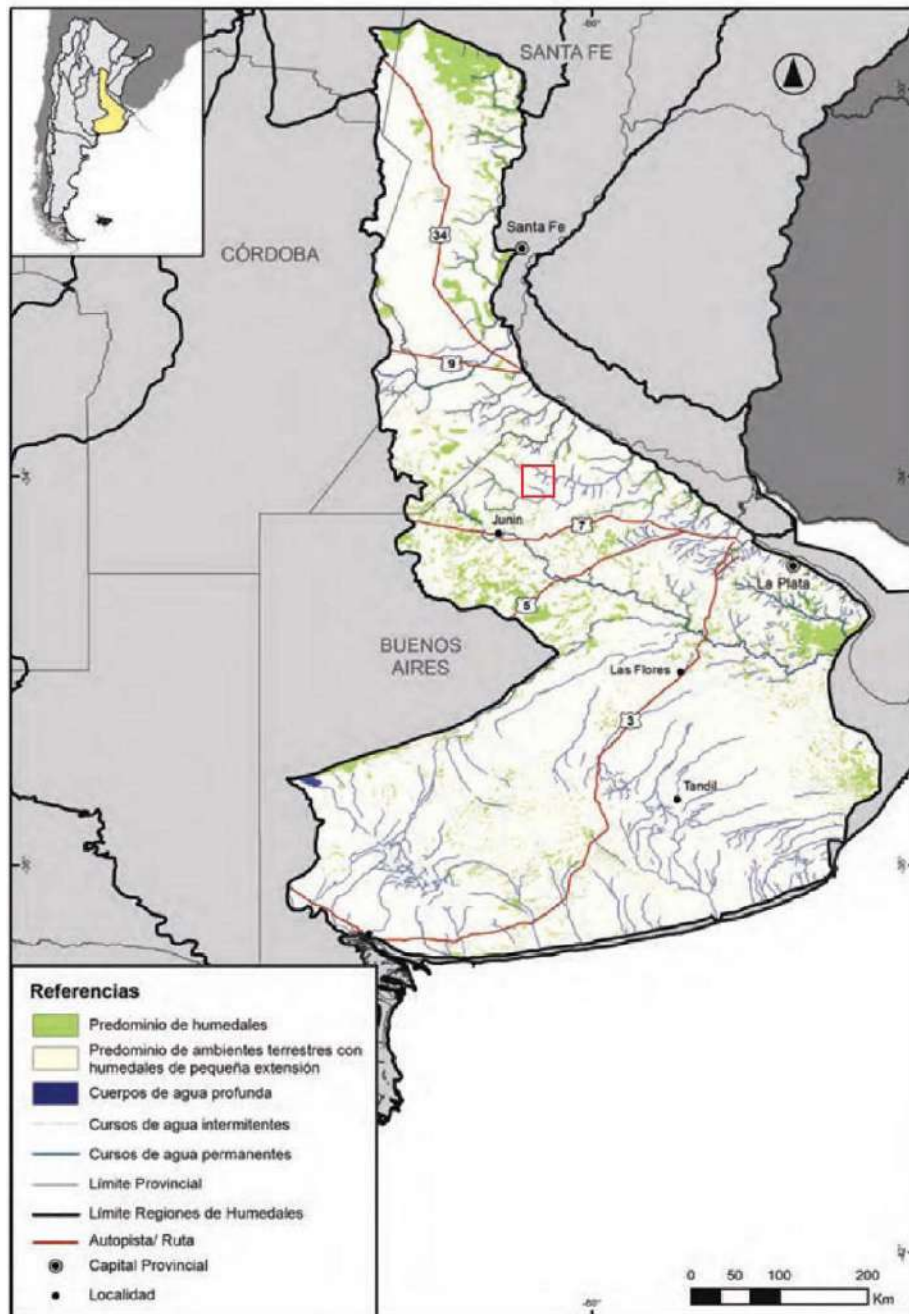 60°
SANTA FE
Santa Fe
CÓRDOBA
34
9
Junín
7
La Plata
5
BUENOS
AIRES
Las Flores
3
Tandil
Referencias
Predominio de humedales
Predominio de ambientes terrestres con
humedales de pequeña extensión
Cuerpos de agua profunda
Cursos de agua intermitentes
Cursos de agua permanentes
Límite Provincial
Límite Regiones de Humedales
Autopista/ Ruta
Capital Provincial
Localidad
0 50 100 200
Km